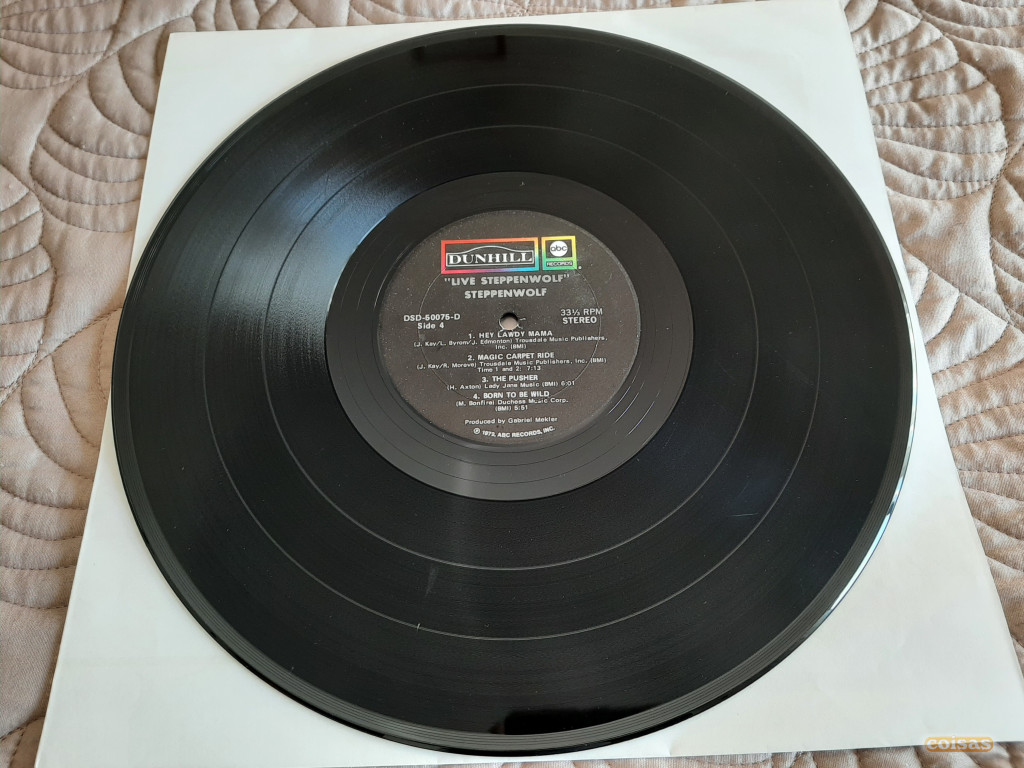 DUNHILL
abc
RECORDS
"LIVE STEPPENWOLF"
STEPPENWOLF
DSD-50075-D
Side 4
33⅓ RPM
STEREO
1. HEY LAWDY MAMA
(J. Kay/L. Byrom/J. Edmonton) Trousdale Music Publishers,
Inc. (BMI)
2. MAGIC CARPET RIDE
(J. Kay/R. Moreve) Trousdale Music Publishers, Inc. (BMI)
Time 1 and 2: 7:13
3. THE PUSHER
(H. Axton) Lady Jane Music (BMI) 6:01
4. BORN TO BE WILD
(M. Bonfire) Duchess Music Corp.
(BMI) 5:51
Produced by Gabriel Mekler
℗ 1972, ABC RECORDS, INC.
coisas